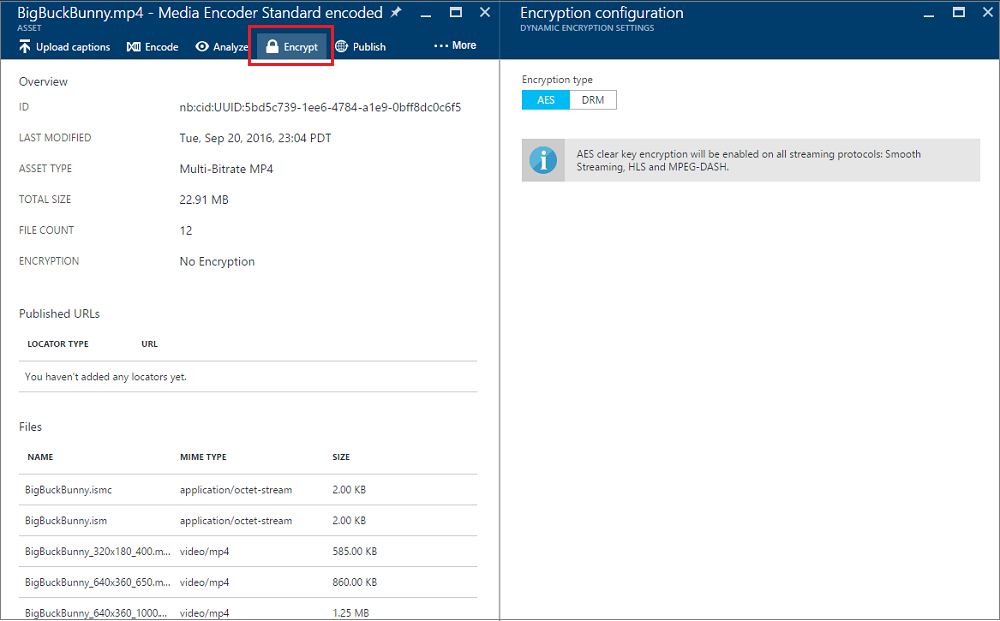 BigBuckBunny.mp4 - Media Encoder Standard encoded
ASSET
Upload captions Encode Analyze Encrypt Publish ... More
Overview
ID nb:cid:UUID:5bd5c739-1ee6-4784-a1e9-0bff8dc0c6f5
LAST MODIFIED Tue, Sep 20, 2016, 23:04 PDT
ASSET TYPE Multi-Bitrate MP4
TOTAL SIZE 22.91 MB
FILE COUNT 12
ENCRYPTION No Encryption
Published URLs
LOCATOR TYPE URL
You haven't added any locators yet.
Files
NAME MIME TYPE SIZE
BigBuckBunny.ismc application/octet-stream 2.00 KB
BigBuckBunny.ism application/octet-stream 2.00 KB
BigBuckBunny_320x180_400.m... video/mp4 585.00 KB
BigBuckBunny_640x360_650.m... video/mp4 860.00 KB
BigBuckBunny_640x360_1000.... video/mp4 1.25 MB
Encryption configuration
DYNAMIC ENCRYPTION SETTINGS
Encryption type
AES DRM
AES clear key encryption will be enabled on all streaming protocols: Smooth
Streaming, HLS and MPEG-DASH.